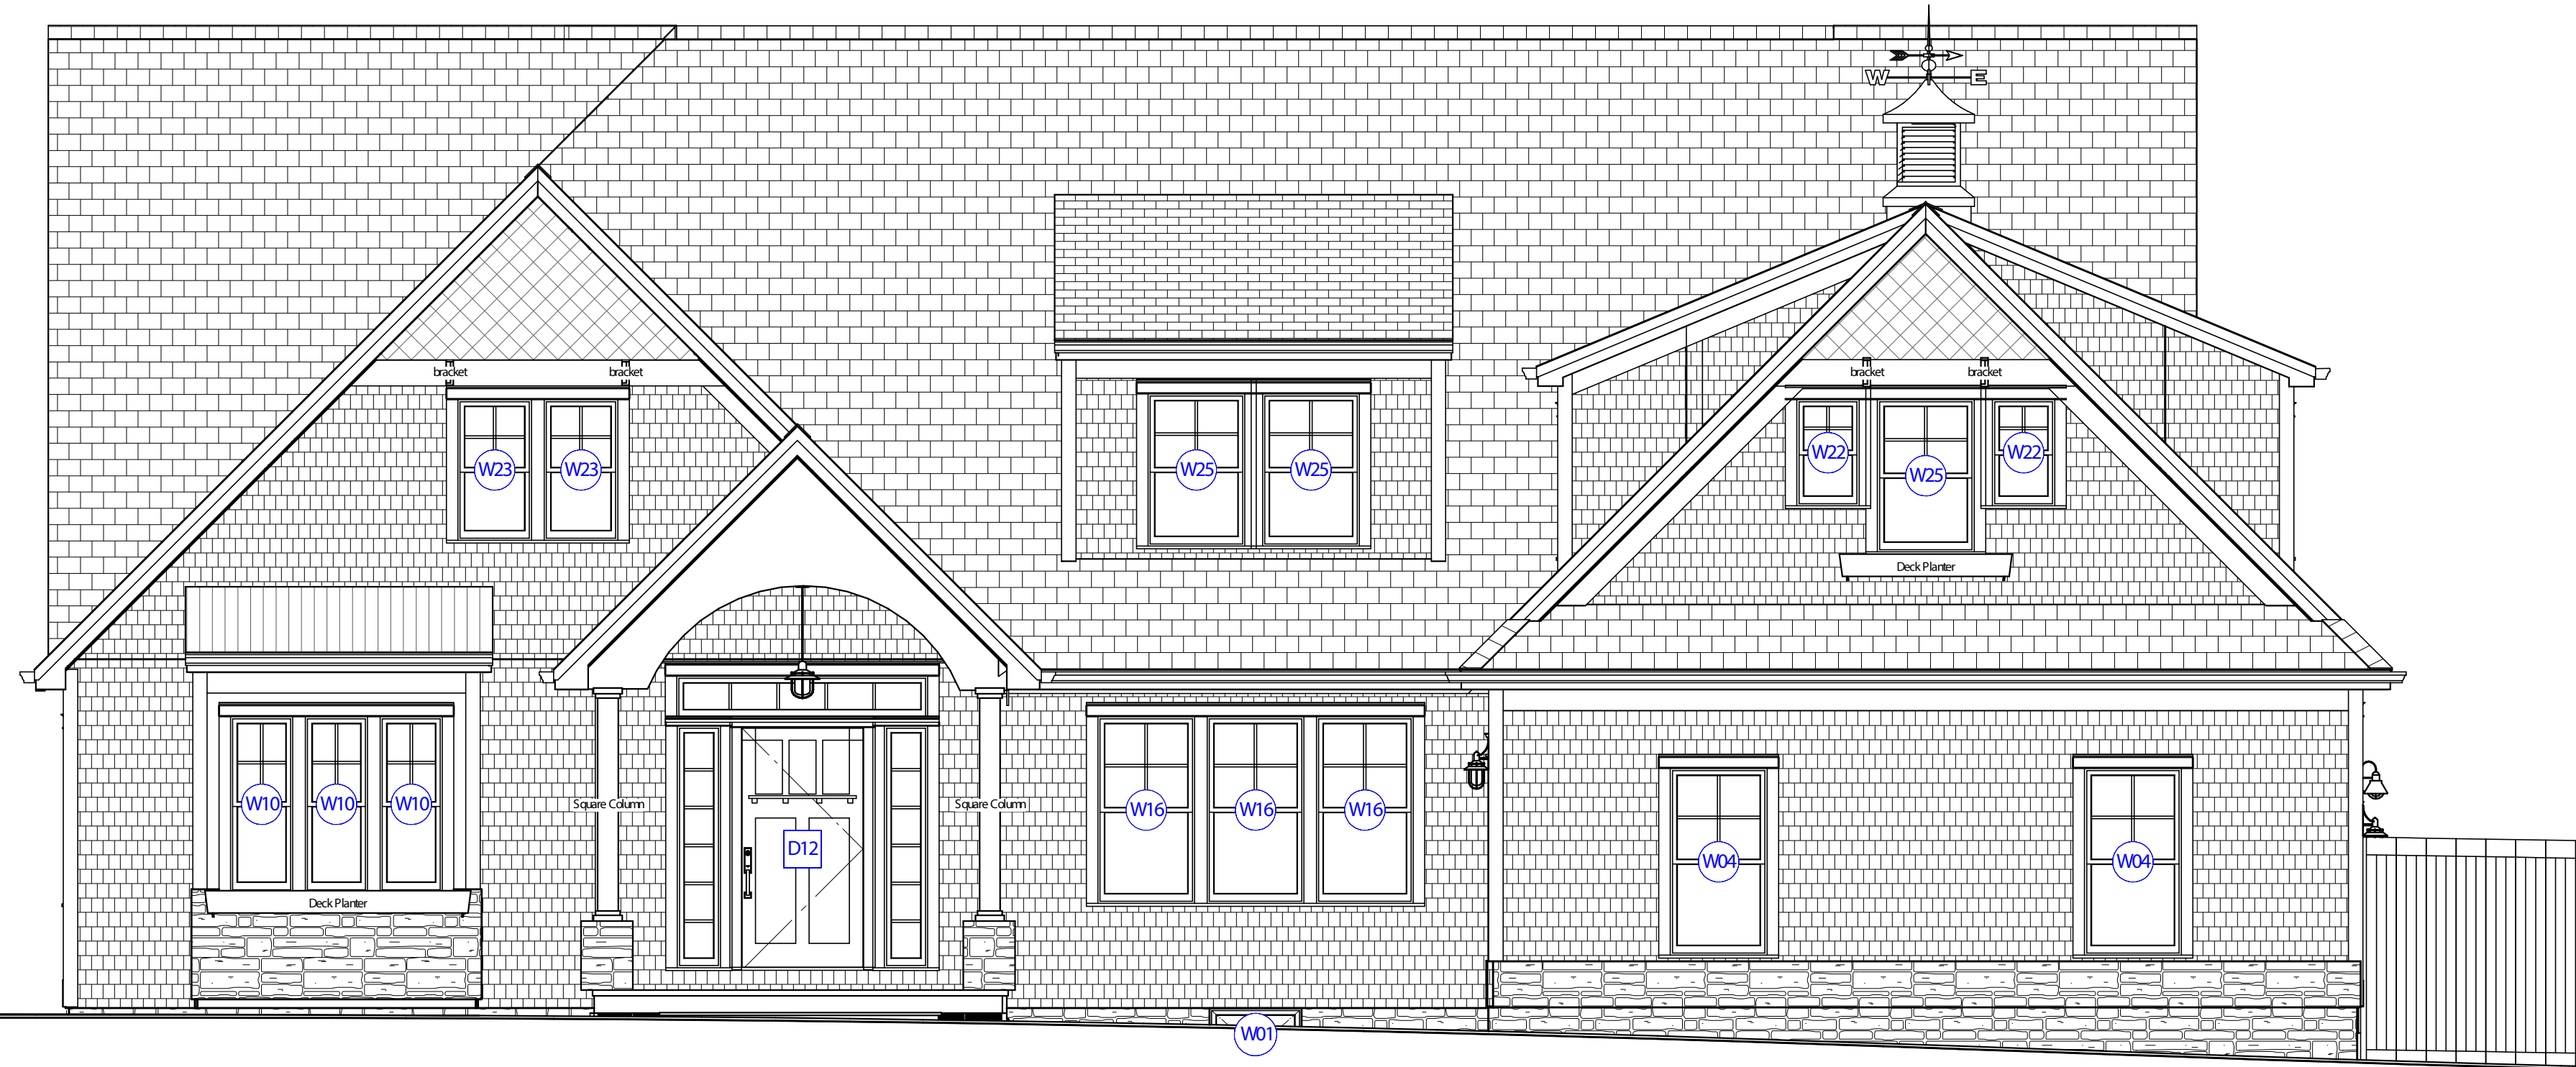 W E
bracket bracket
bracket bracket
W23 W23
W25 W25
W22 W25 W22
Deck Planter
W10 W10 W10
Square Column
Square Column
W16 W16 W16
D12
W04 W04
Deck Planter
W01